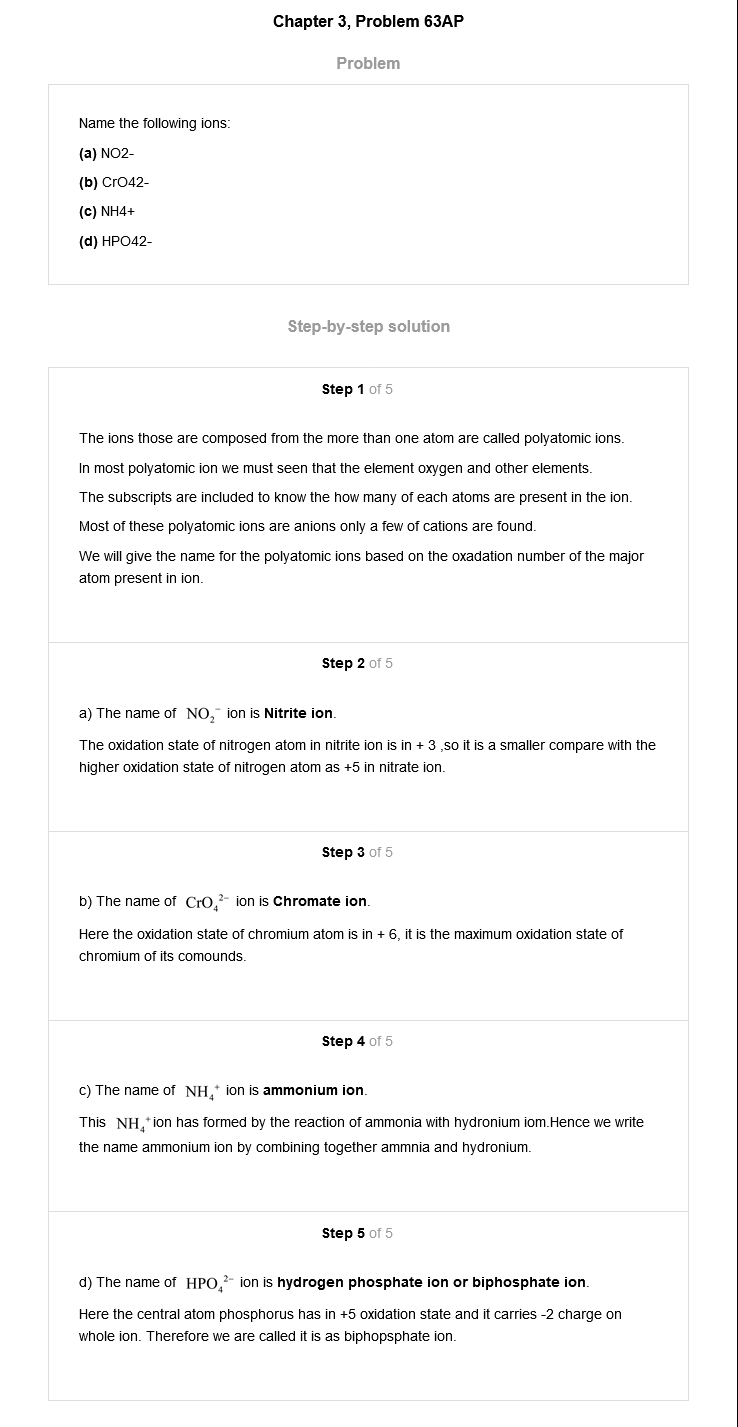 Chapter 3, Problem 63AP
Problem
Name the following ions:
(a) NO2-
(b) CrO42-
(c) NH4+
(d) HPO42-
Step-by-step solution
Step 1 of 5
The ions those are composed from the more than one atom are called polyatomic ions.
In most polyatomic ion we must seen that the element oxygen and other elements.
The subscripts are included to know the how many of each atoms are present in the ion.
Most of these polyatomic ions are anions only a few of cations are found.
We will give the name for the polyatomic ions based on the oxadation number of the major
atom present in ion.
Step 2 of 5
a) The name of NO₂⁻ ion is Nitrite ion.
The oxidation state of nitrogen atom in nitrite ion is in + 3 ,so it is a smaller compare with the
higher oxidation state of nitrogen atom as +5 in nitrate ion.
Step 3 of 5
b) The name of CrO₄²⁻ ion is Chromate ion.
Here the oxidation state of chromium atom is in + 6, it is the maximum oxidation state of
chromium of its comounds.
Step 4 of 5
c) The name of NH₄⁺ ion is ammonium ion.
This NH₄⁺ ion has formed by the reaction of ammonia with hydronium iom.Hence we write
the name ammonium ion by combining together ammnia and hydronium.
Step 5 of 5
d) The name of HPO₄²⁻ ion is hydrogen phosphate ion or biphosphate ion.
Here the central atom phosphorus has in +5 oxidation state and it carries -2 charge on
whole ion. Therefore we are called it is as biphopsphate ion.